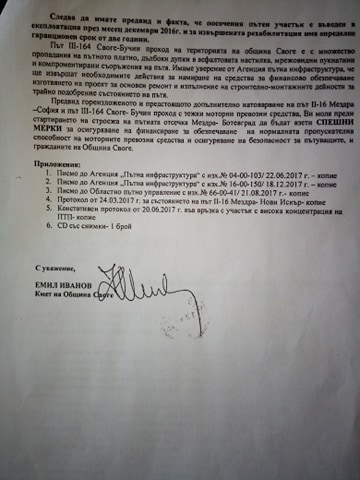 Следва да имате предвид и факта, че посочения пътен участък е въведен в
експлоатация през месец декември 2016г. и за извършената рехабилитация има определен
гаранционен срок от две години.
Път III-164 Своге-Бучин проход на територията на община Своге е с множество
пропадания на пътното платно, дълбоки дупки в асфалтовата настилка, мрежовидни пукнатини
и компроментирани съоръжения на пътя. Имаме уверение от Агенция пътна инфраструктура, че
ще извършат необходимите действия за намиране на средства за финансово обезпечаване
изготвянето на проект за основен ремонт и изпълнение на строително-монтажните дейности за
трайно подобрение състоянието на пътя.
Предвид горенизложеното и предстоящото допълнително натоварване на път II-16 Мездра
–София и път III-164 Своге- Бучин проход с тежки моторни превозни средства, Ви моля преди
стартирането на строежа на пътната отсечка Мездра- Ботевград да бъдат взети СПЕШНИ
МЕРКИ за осигуряване на финансиране за обезпечаване на нормалната пропускателна
способност на моторните превозни средства и осигуряване на безопасност на пътуващите, и
гражданите на Община Своге.
Приложения:
1. Писмо до Агенция „Пътна инфраструктура“ с изх.№ 04-00-103/ 22.06.2017 г. – копие
2. Писмо до Агенция „Пътна инфраструктура“ с изх.№ 16-00-150/ 18.12.2017 г. – копие
3. Писмо до Областно пътно управление с изх.№ 66-00-41/ 21.08.2017 г.- копие
4. Протокол от 24.03.2017 г. за състоянието на път II-16 Мездра- Нови Искър- копие
5. Констативен протокол от 20.06.2017 г. във връзка с участък с висока концентрация на
ПТП- копие
6. CD със снимки- 1 брой
С уважение,
ЕМИЛ ИВАНОВ
Кмет на Община Своге